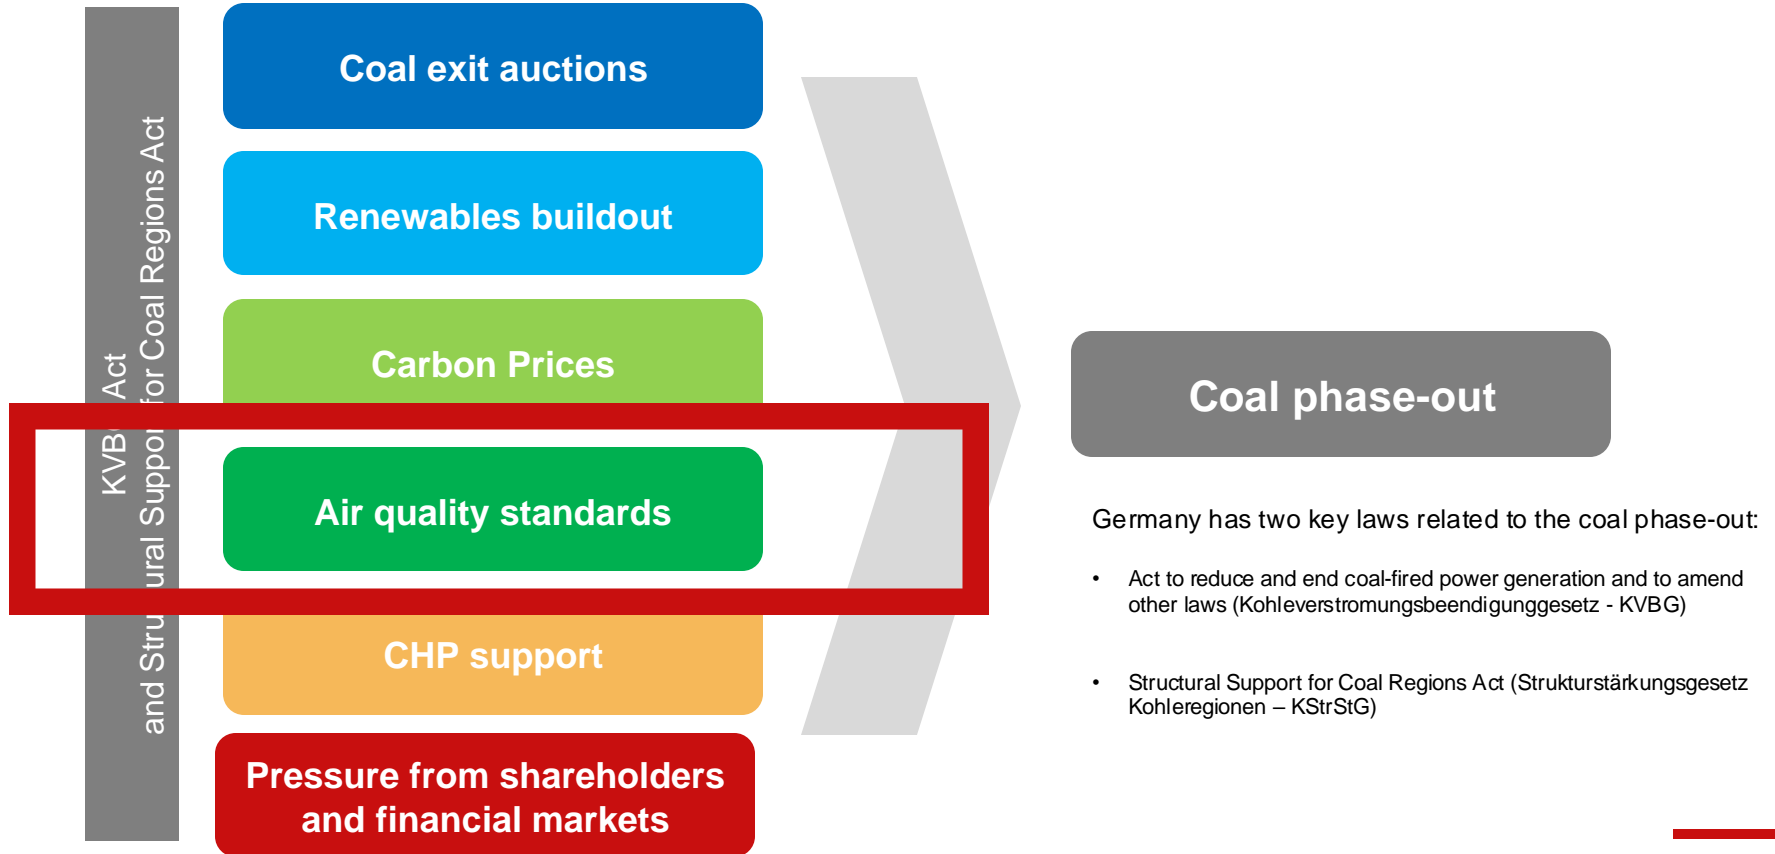 KVBG Act
and Structural Support for Coal Regions Act
Coal exit auctions
Renewables buildout
Carbon Prices
Air quality standards
CHP support
Pressure from shareholders
and financial markets
Coal phase-out
Germany has two key laws related to the coal phase-out:
• Act to reduce and end coal-fired power generation and to amend
other laws (Kohleverstromungsbeendigunggesetz - KVBG)
• Structural Support for Coal Regions Act (Strukturstärkungsgesetz
Kohleregionen – KStrStG)